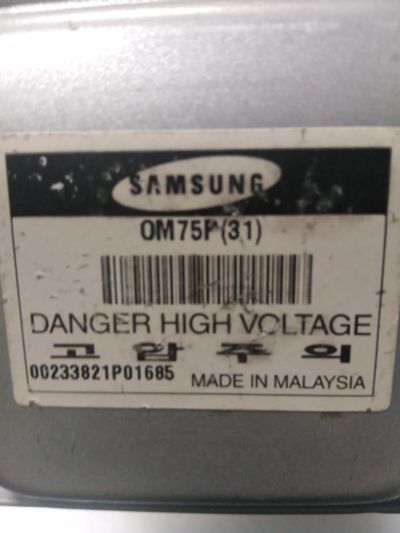 SAMSUNG
OM75P(31)
DANGER HIGH VOLTAGE
고 압 주 의
00233821P01685 MADE IN MALAYSIA